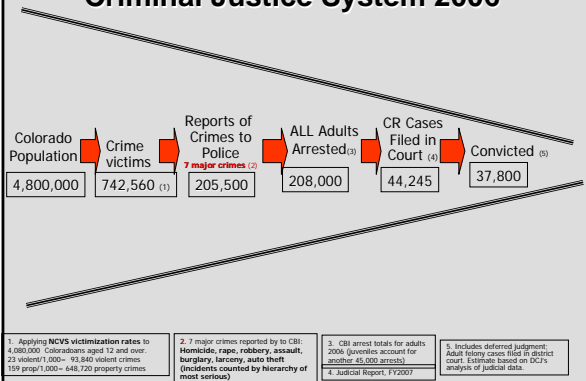 Criminal Justice System 2006
Colorado
Population
4,800,000
Crime
victims
742,560 (1)
Reports of
Crimes to
Police
7 major crimes (2)
205,500
ALL Adults
Arrested(3)
208,000
CR Cases
Filed in
Court (4)
44,245
Convicted (5)
37,800
1. Applying NCVS victimization rates to
4,080,000 Coloradoans aged 12 and over.
23 violent/1,000~ 93,840 violent crimes
159 prop/1,000~ 648,720 property crimes
2. 7 major crimes reported by to CBI:
Homicide, rape, robbery, assault,
burglary, larceny, auto theft
(incidents counted by hierarchy of
most serious)
3. CBI arrest totals for adults
2006 (juveniles account for
another 45,000 arrests)
4. Judicial Report, FY2007
5. Includes deferred judgment;
Adult felony cases filed in district
court. Estimate based on DCJ's
analysis of judicial data.